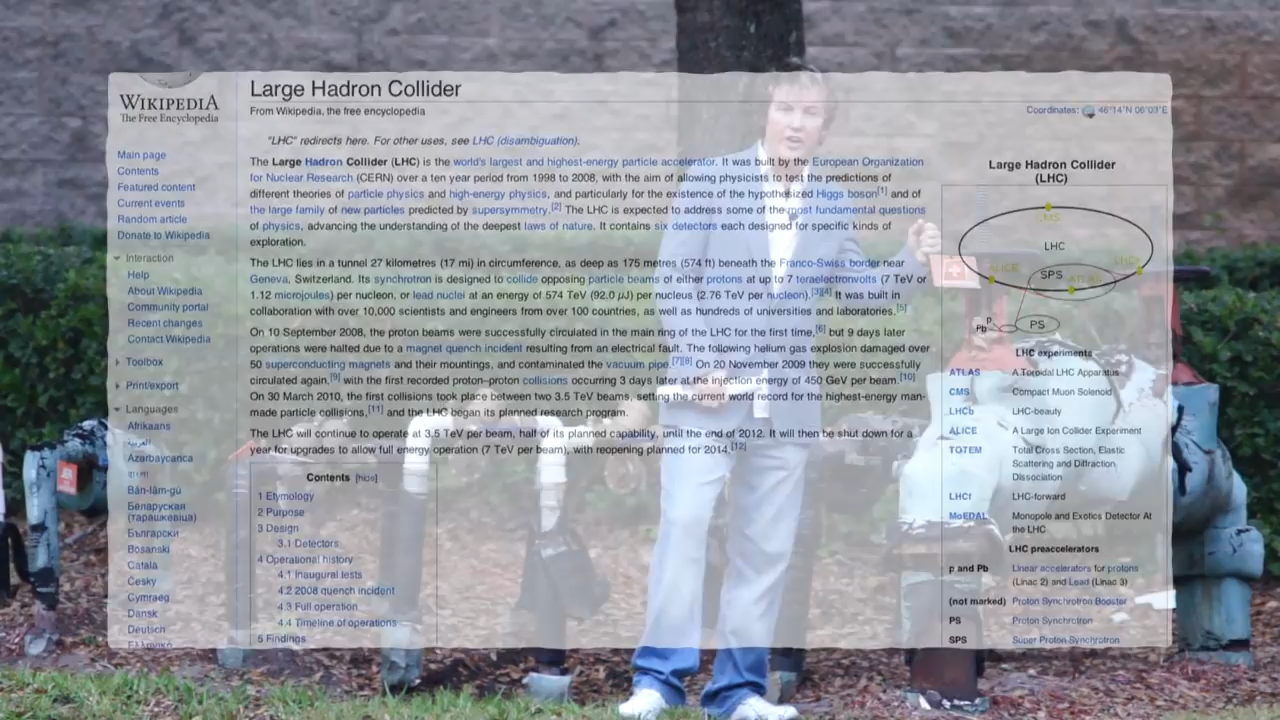 WIKIPEDIA
The Free Encyclopedia
Main page
Contents
Featured content
Current events
Random article
Donate to Wikipedia
Interaction
Help
About Wikipedia
Community portal
Recent changes
Contact Wikipedia
Toolbox
Print/export
Languages
Afrikaans
العربية
Azərbaycanca
বাংলা
Bân-lâm-gú
Беларуская
(тарашкевіца)
Български
Bosanski
Català
Česky
Cymraeg
Dansk
Deutsch
Ελληνικά
Large Hadron Collider
From Wikipedia, the free encyclopedia
Coordinates: 46°14′N 06°03′E
"LHC" redirects here. For other uses, see LHC (disambiguation).
The Large Hadron Collider (LHC) is the world's largest and highest-energy particle accelerator. It was built by the European Organization
for Nuclear Research (CERN) over a ten year period from 1998 to 2008, with the aim of allowing physicists to test the predictions of
different theories of particle physics and high-energy physics, and particularly for the existence of the hypothesized Higgs boson[1] and of
the large family of new particles predicted by supersymmetry.[2] The LHC is expected to address some of the most fundamental questions
of physics, advancing the understanding of the deepest laws of nature. It contains six detectors each designed for specific kinds of
exploration.
The LHC lies in a tunnel 27 kilometres (17 mi) in circumference, as deep as 175 metres (574 ft) beneath the Franco-Swiss border near
Geneva, Switzerland. Its synchrotron is designed to collide opposing particle beams of either protons at up to 7 teraelectronvolts (7 TeV or
1.12 microjoules) per nucleon, or lead nuclei at an energy of 574 TeV (92.0 µJ) per nucleus (2.76 TeV per nucleon).[3][4] It was built in
collaboration with over 10,000 scientists and engineers from over 100 countries, as well as hundreds of universities and laboratories.[5]
On 10 September 2008, the proton beams were successfully circulated in the main ring of the LHC for the first time,[6] but 9 days later
operations were halted due to a magnet quench incident resulting from an electrical fault. The following helium gas explosion damaged over
50 superconducting magnets and their mountings, and contaminated the vacuum pipe.[7][8] On 20 November 2009 they were successfully
circulated again,[9] with the first recorded proton–proton collisions occurring 3 days later at the injection energy of 450 GeV per beam.[10]
On 30 March 2010, the first collisions took place between two 3.5 TeV beams, setting the current world record for the highest-energy man-
made particle collisions,[11] and the LHC began its planned research program.
The LHC will continue to operate at 3.5 TeV per beam, half of its planned capability, until the end of 2012. It will then be shut down for a
year for upgrades to allow full energy operation (7 TeV per beam), with reopening planned for 2014.[12]
Contents [hide]
1 Etymology
2 Purpose
3 Design
3.1 Detectors
4 Operational history
4.1 Inaugural tests
4.2 2008 quench incident
4.3 Full operation
4.4 Timeline of operations
5 Findings
Large Hadron Collider
(LHC)
CMS
LHC
LHCb
ALICE
SPS
ATLAS
p
Pb
PS
LHC experiments
ATLAS A Toroidal LHC Apparatus
CMS Compact Muon Solenoid
LHCb LHC-beauty
ALICE A Large Ion Collider Experiment
TOTEM Total Cross Section, Elastic
Scattering and Diffraction
Dissociation
LHCf LHC-forward
MoEDAL Monopole and Exotics Detector At
the LHC
LHC preaccelerators
p and Pb Linear accelerators for protons
(Linac 2) and Lead (Linac 3)
(not marked) Proton Synchrotron Booster
PS Proton Synchrotron
SPS Super Proton Synchrotron